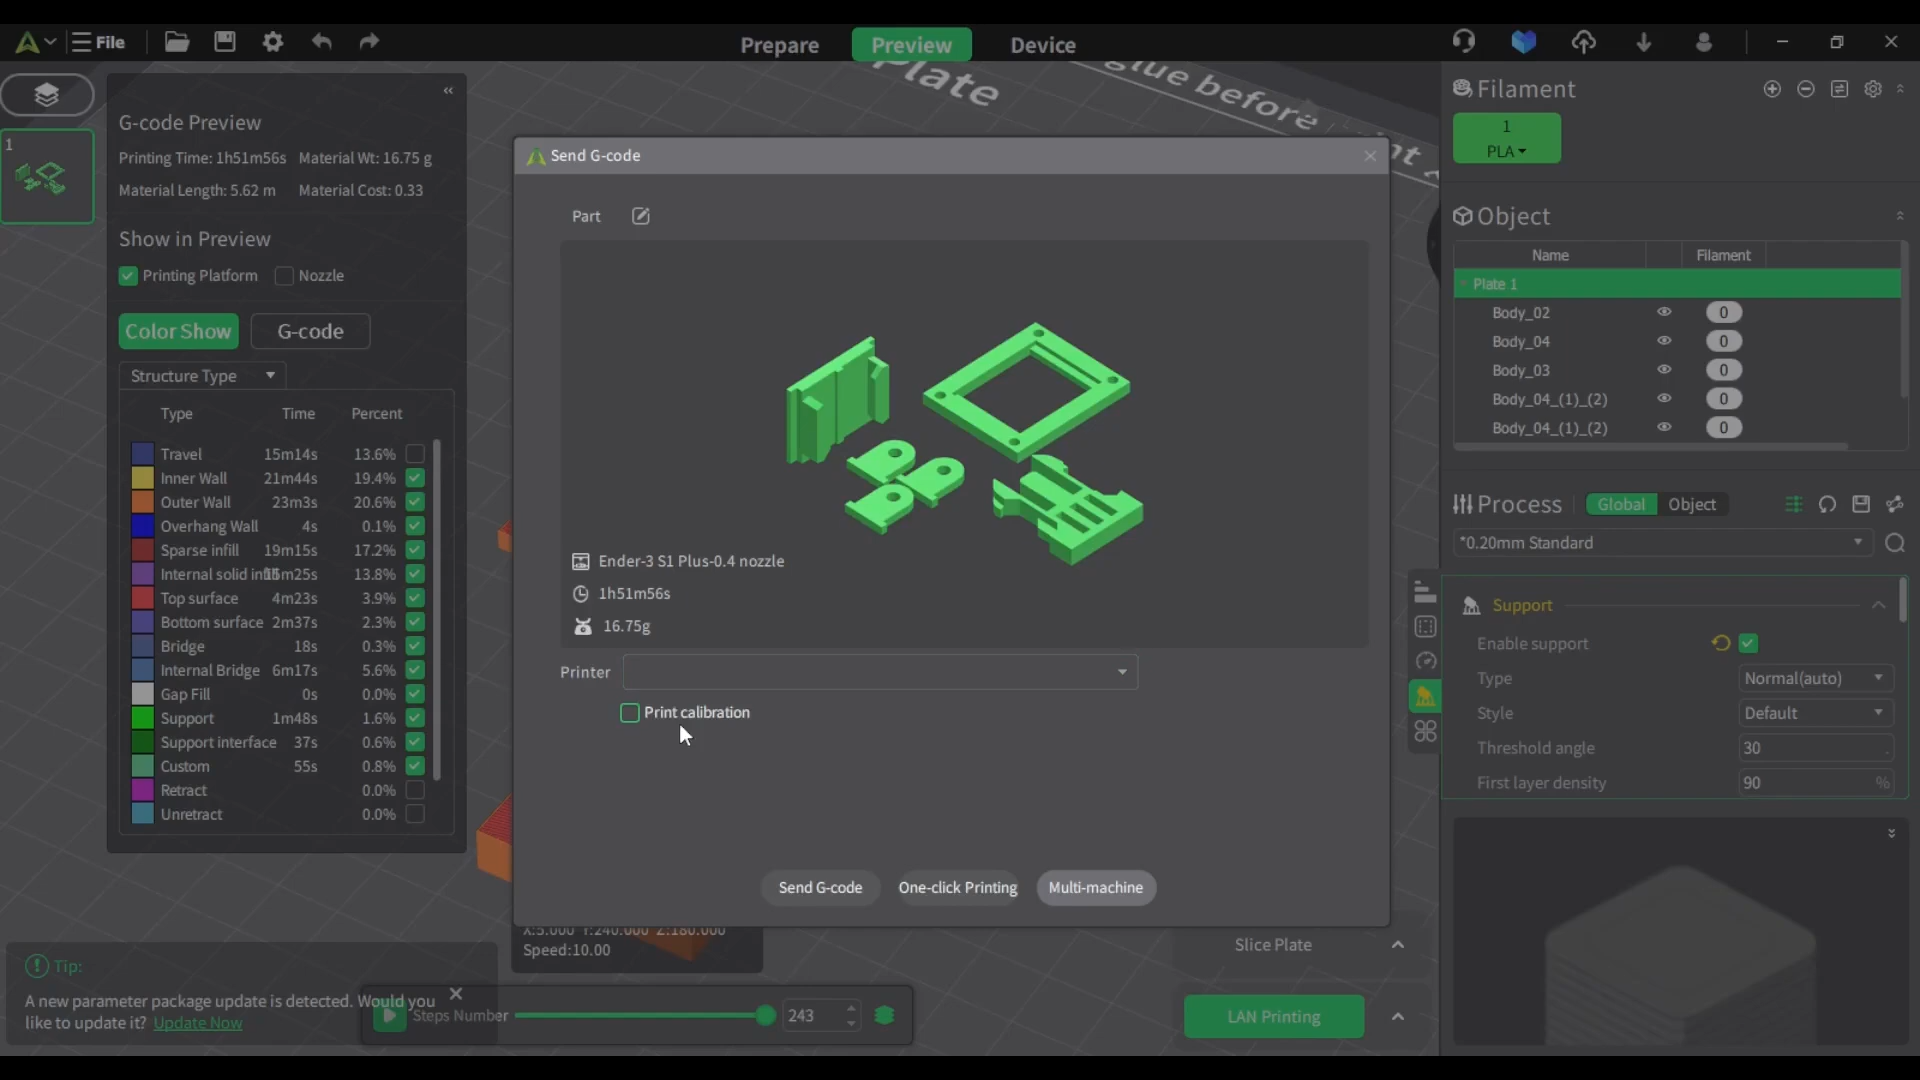 File
Prepare
Preview
Device
Plate
glue before
G-code Preview
Printing Time: 1h51m56s Material Wt: 16.75 g
Material Length: 5.62 m Material Cost: 0.33
Show in Preview
Printing Platform Nozzle
Color Show G-code
Structure Type
Type Time Percent
Travel 15m14s 13.6%
Inner Wall 21m44s 19.4%
Outer Wall 23m3s 20.6%
Overhang Wall 4s 0.1%
Sparse infill 19m15s 17.2%
Internal solid 15m25s 13.8%
Top surface 4m23s 3.9%
Bottom surface 2m37s 2.3%
Bridge 18s 0.3%
Internal Bridge 6m17s 5.6%
Gap Fill 0s 0.0%
Support 1m48s 1.6%
Support interface 37s 0.6%
Custom 55s 0.8%
Retract 0.0%
Unretract 0.0%
1
Send G-code
Part
Ender-3 S1 Plus-0.4 nozzle
1h51m56s
16.75g
Printer
Print calibration
Send G-code One-click Printing Multi-machine
X:5.000 Y:240.000 Z:180.000
Speed:10.00
Tip:
A new parameter package update is detected. Would you
like to update it? Update Now
Steps Number 243
Slice Plate
LAN Printing
Filament
1
PLA
Object
Name Filament
Plate 1
Body_02 0
Body_04 0
Body_03 0
Body_04_(1)_(2) 0
Body_04_(1)_(2) 0
Process Global Object
*0.20mm Standard
Support
Enable support
Type Normal(auto)
Style Default
Threshold angle 30
First layer density 90 %